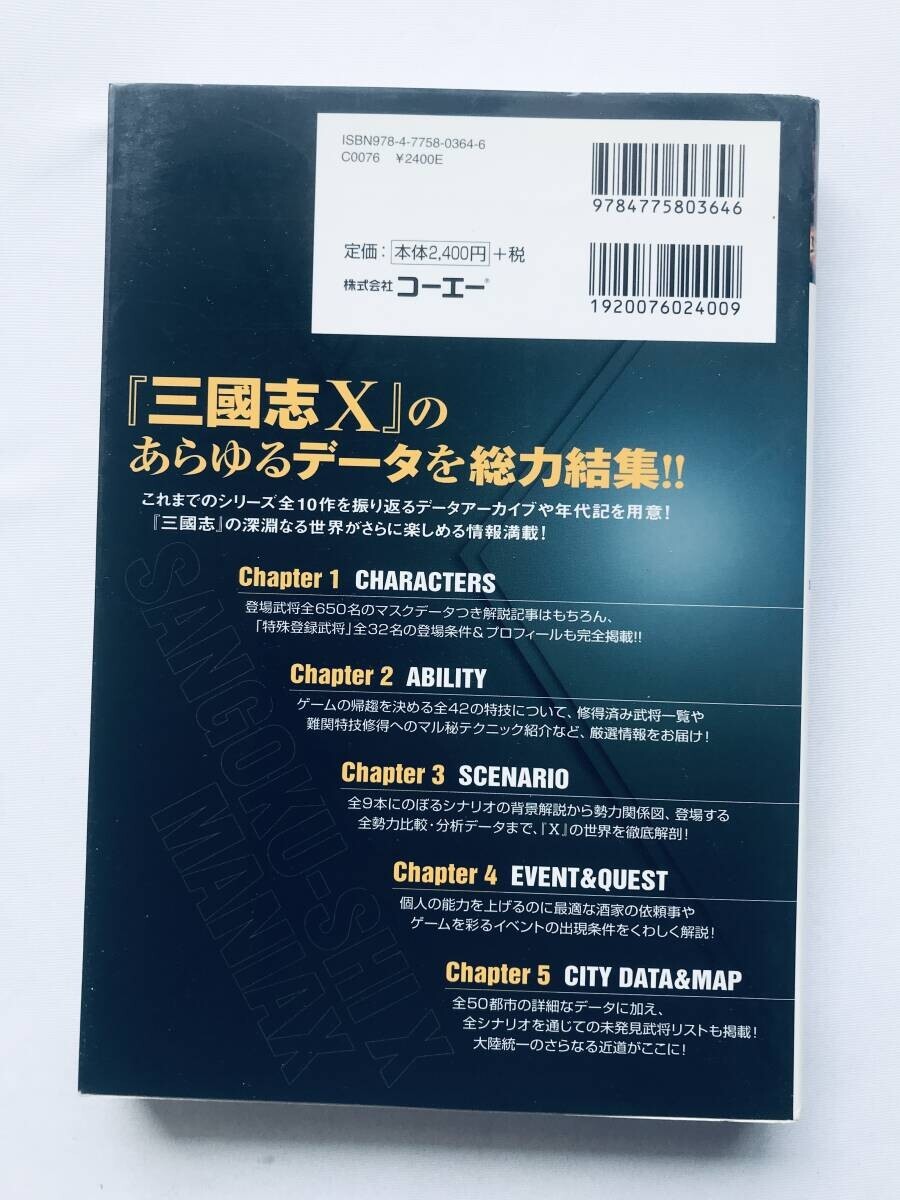 ISBN978-4-7758-0364-6
C0076 ¥2400E
9784775803646
定価：本体2,400円+税
株式会社 コーエー®
1920076024009
『三國志X』の
あらゆるデータを総力結集!!
これまでのシリーズ全10作を振り返るデータアーカイブや年代記を用意！
『三國志』の深淵なる世界がさらに楽しめる情報満載！
Chapter 1 CHARACTERS
登場武将全650名のマスクデータつき解説記事はもちろん、
「特殊登録武将」全32名の登場条件＆プロフィールも完全掲載!!
Chapter 2 ABILITY
ゲームの帰趨を決める全42の特技について、修得済み武将一覧や
難関特技修得へのマル秘テクニック紹介など、厳選情報をお届け！
Chapter 3 SCENARIO
全9本にのぼるシナリオの背景解説から勢力関係図、登場する
全勢力比較・分析データまで、『X』の世界を徹底解剖！
Chapter 4 EVENT&QUEST
個人の能力を上げるのに最適な酒家の依頼事や
ゲームを彩るイベントの出現条件をくわしく解説！
Chapter 5 CITY DATA&MAP
全50都市の詳細なデータに加え、
全シナリオを通じての未発見武将リストも掲載！
大陸統一のさらなる近道がここに！
SANGOKU-SHI X
MANIAX